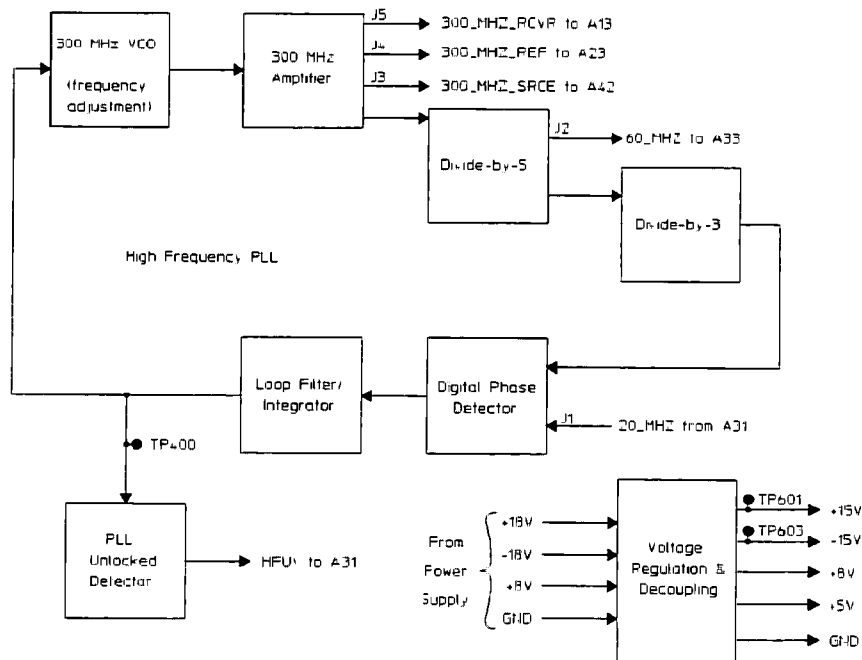 300 MHz VCO
(frequency
adjustment)
300 MHz
Amplifier
J5
300_MHZ_RCVR to A13
J4
300_MHZ_REF to A23
J3
300_MHZ_SRCE to A42
Divide-by-5
J2
60_MHZ to A33
Divide-by-3
High Frequency PLL
Loop Filter/
Integrator
Digital Phase
Detector
J1
20_MHZ from A31
TP400
PLL
Unlocked
Detector
HFUL to A31
From
Power
Supply
+18V
-18V
+8V
GND
Voltage
Regulation &
Decoupling
TP601
+15V
TP603
-15V
+8V
+5V
GND